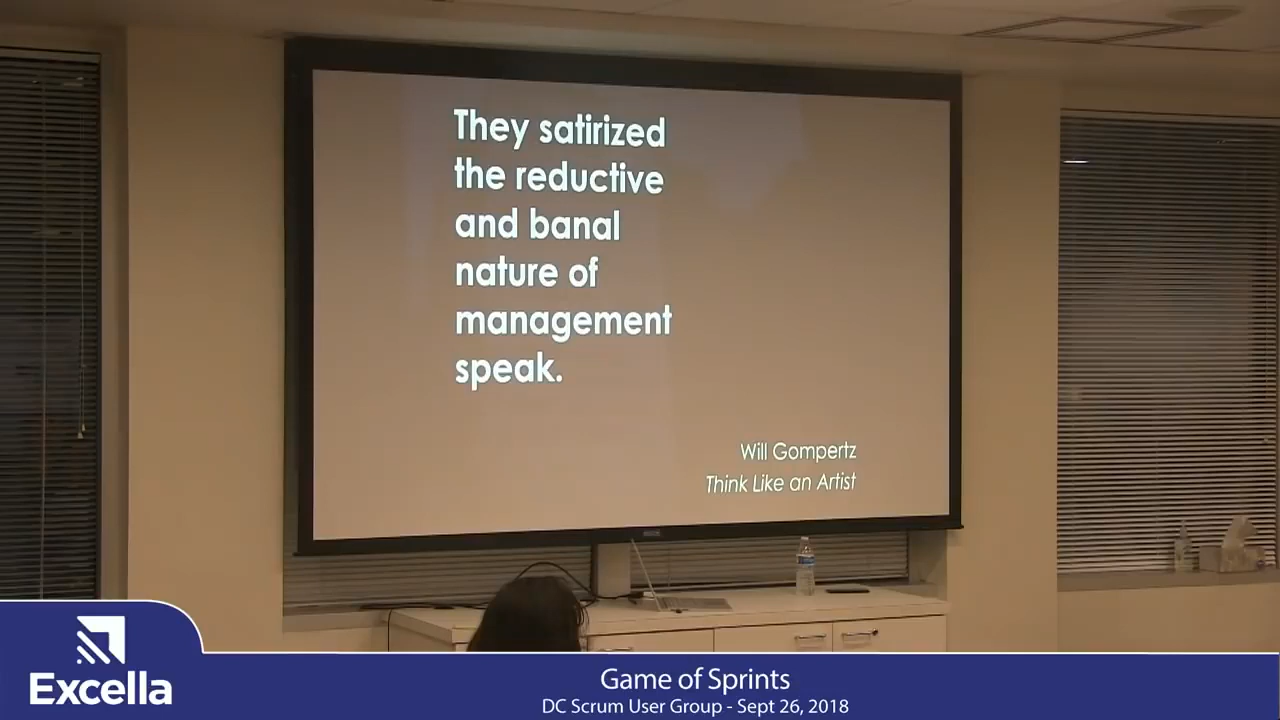 They satirized
the reductive
and banal
nature of
management
speak.
Will Gompertz
Think Like an Artist
Excella
Game of Sprints
DC Scrum User Group - Sept 26, 2018